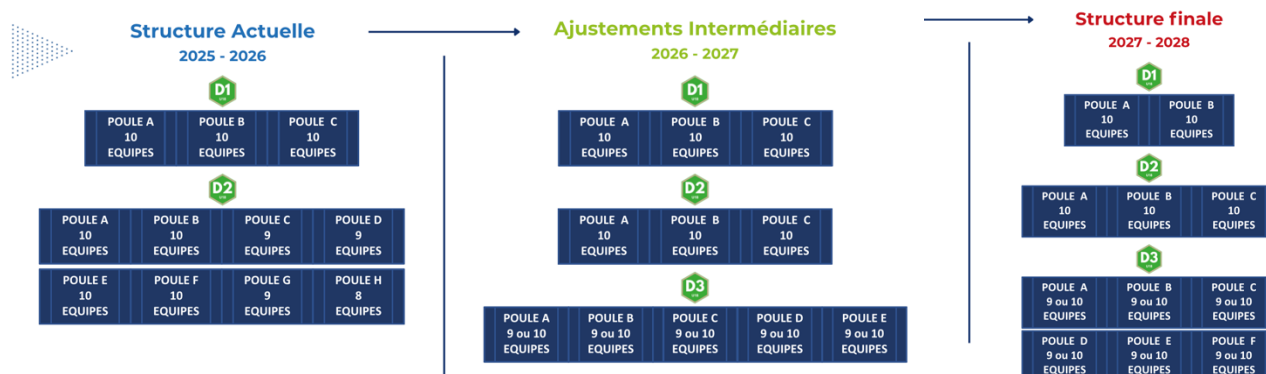 Structure Actuelle
2025 - 2026
D1
POULE A POULE B POULE C
10 10 10
EQUIPES EQUIPES EQUIPES
D2
POULE A POULE B POULE C POULE D
10 10 9 9
EQUIPES EQUIPES EQUIPES EQUIPES
POULE E POULE F POULE G POULE H
10 10 9 8
EQUIPES EQUIPES EQUIPES EQUIPES
Ajustements Intermédiaires
2026 - 2027
D1
POULE A POULE B POULE C
10 10 10
EQUIPES EQUIPES EQUIPES
D2
POULE A POULE B POULE C
10 10 10
EQUIPES EQUIPES EQUIPES
D3
POULE A POULE B POULE C POULE D POULE E
9 ou 10 9 ou 10 9 ou 10 9 ou 10 9 ou 10
EQUIPES EQUIPES EQUIPES EQUIPES EQUIPES
Structure finale
2027 - 2028
D1
POULE A POULE B
10 10
EQUIPES EQUIPES
D2
POULE A POULE B POULE C
10 10 10
EQUIPES EQUIPES EQUIPES
D3
POULE A POULE B POULE C
9 ou 10 9 ou 10 9 ou 10
EQUIPES EQUIPES EQUIPES
POULE D POULE E POULE F
9 ou 10 9 ou 10 9 ou 10
EQUIPES EQUIPES EQUIPES